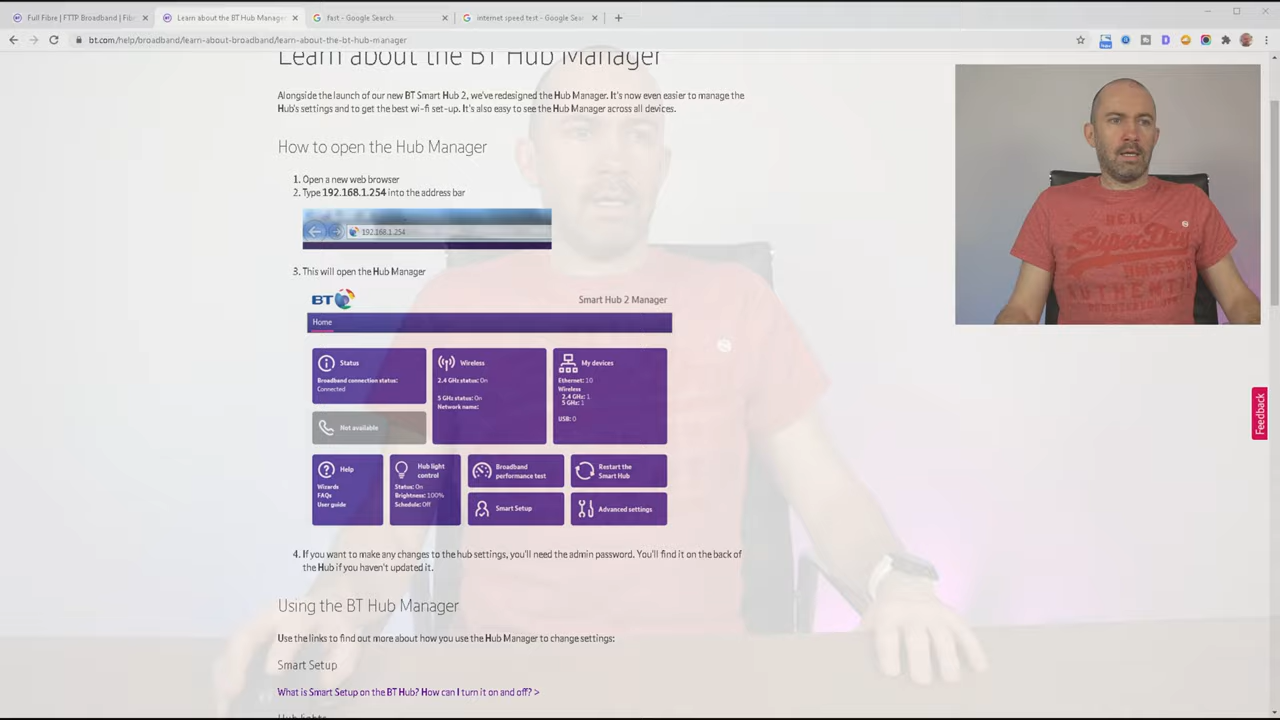 Full Fibre | FTTP Broadband | Fib
Learn about the BT Hub Manager
fast - Google Search
internet speed test - Google Sear
bt.com/help/broadband/learn-about-broadband/learn-about-the-bt-hub-manager
Learn about the BT Hub Manager
Alongside the launch of our new BT Smart Hub 2, we've redesigned the Hub Manager. It's now even easier to manage the
Hub's settings and to get the best wi-fi set-up. It's also easy to see the Hub Manager across all devices.
How to open the Hub Manager
1. Open a new web browser
2. Type 192.168.1.254 into the address bar
192.168.1.254
3. This will open the Hub Manager
BT
Smart Hub 2 Manager
Home
Status
Broadband connection status:
Connected
Not available
Wireless
2.4 GHz status: On
5 GHz status: On
Network name:
My devices
Ethernet: 10
Wireless
2.4 GHz: 1
5 GHz: 1
USB: 0
Help
Wizards
FAQs
User guide
Hub light
control
Status: On
Brightness: 100%
Schedule: Off
Broadband
performance test
Smart Setup
Restart the
Smart Hub
Advanced settings
4. If you want to make any changes to the hub settings, you'll need the admin password. You'll find it on the back of
the Hub if you haven't updated it.
Using the BT Hub Manager
Use the links to find out more about how you use the Hub Manager to change settings:
Smart Setup
What is Smart Setup on the BT Hub? How can I turn it on and off? >
Feedback
REAL
SuperDry
AUTHENTIC